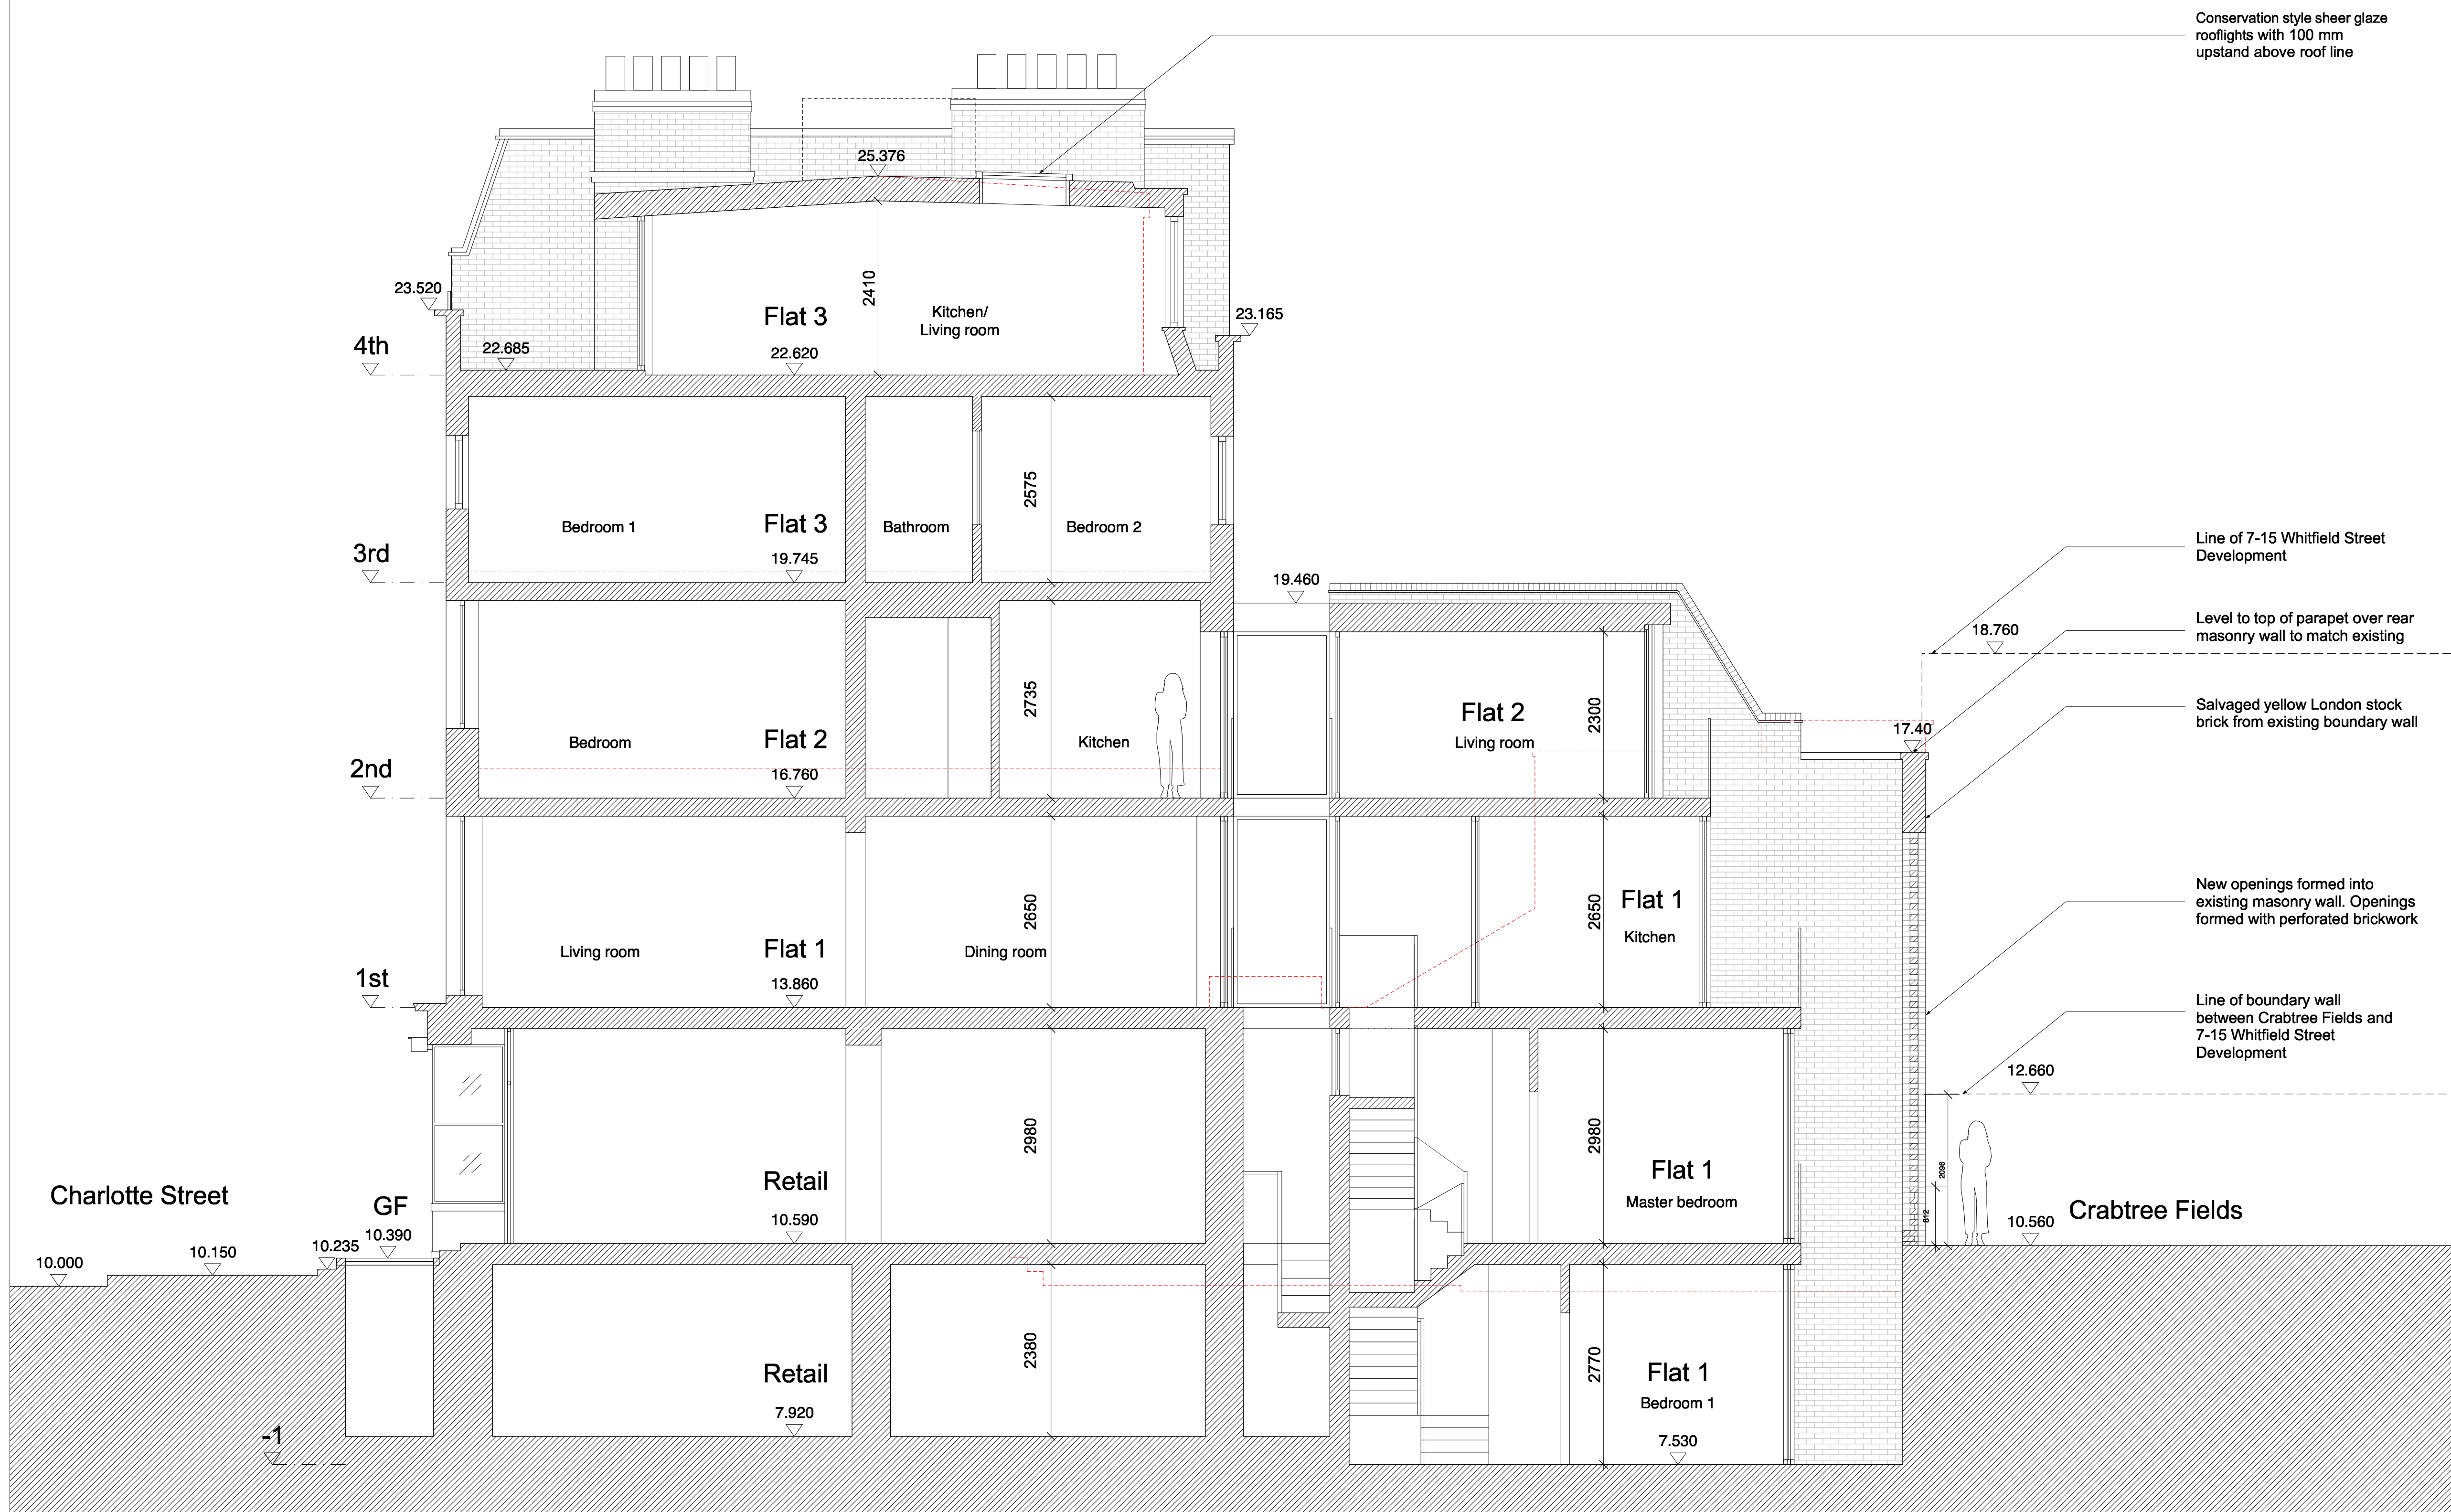 Conservation style sheer glaze
rooflights with 100 mm
upstand above roof line
25.376
23.520
2410
Flat 3
Kitchen/
Living room
23.165
4th
22.685
22.620
2575
Bedroom 1
Flat 3
Bathroom
Bedroom 2
Line of 7-15 Whitfield Street
Development
3rd
19.745
19.460
Level to top of parapet over rear
masonry wall to match existing
18.760
2735
Flat 2
Living room
2300
Salvaged yellow London stock
brick from existing boundary wall
17.40
Bedroom
Flat 2
Kitchen
2nd
16.760
New openings formed into
existing masonry wall. Openings
formed with perforated brickwork
2650
2650
Flat 1
Kitchen
Living room
Flat 1
Dining room
1st
13.860
Line of boundary wall
between Crabtree Fields and
7-15 Whitfield Street
Development
12.660
2980
2980
Retail
Flat 1
Master bedroom
2096
812
Charlotte Street
GF
Crabtree Fields
10.590
10.560
10.390
10.235
10.150
10.000
2380
2770
Retail
Flat 1
Bedroom 1
7.920
-1
7.530